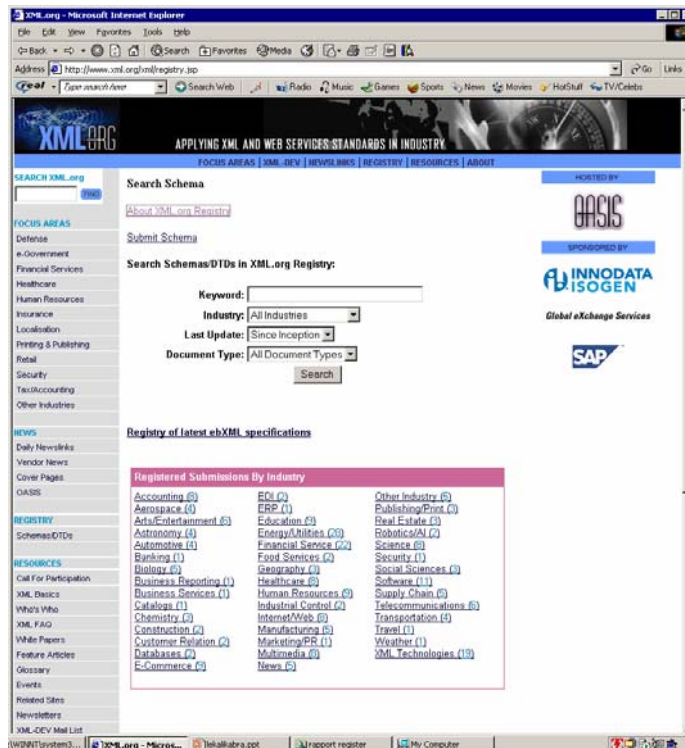 XML.org - Microsoft Internet Explorer
File Edit View Favorites Tools Help
Back Search Favorites Media
Address http://www.xml.org/xml/registry.jsp Go Links
Type search here Search Web Radio Music Games Sports News Movies HotStuff TV/Celebs
XML.ORG
APPLYING XML AND WEB SERVICES STANDARDS IN INDUSTRY
FOCUS AREAS | XML-DEV | NEWSLINKS | REGISTRY | RESOURCES | ABOUT
SEARCH XML.org
FIND
FOCUS AREAS
Defense
e-Government
Financial Services
Healthcare
Human Resources
Insurance
Localisation
Printing & Publishing
Retail
Security
Tax/Accounting
Other Industries
NEWS
Daily Newslinks
Vendor News
Cover Pages
OASIS
REGISTRY
Schemas/DTDs
RESOURCES
Call For Participation
XML Basics
Who's Who
XML FAQ
White Papers
Feature Articles
Glossary
Events
Related Sites
Newsletters
XML-DEV Mail List
Search Schema
About XML.org Registry
Submit Schema
Search Schemas/DTDs in XML.org Registry:
Keyword:
Industry: All Industries
Last Update: Since Inception
Document Type: All Document Types
Search
Registry of latest ebXML specifications
Registered Submissions By Industry
Accounting (8)
Aerospace (4)
Arts/Entertainment (6)
Astronomy (4)
Automotive (4)
Banking (1)
Biology (5)
Business Reporting (1)
Business Services (1)
Catalogs (1)
Chemistry (3)
Construction (2)
Customer Relation (2)
Databases (2)
E-Commerce (9)
EDI (2)
ERP (1)
Education (9)
Energy/Utilities (28)
Financial Service (22)
Food Services (2)
Geography (3)
Healthcare (8)
Human Resources (9)
Industrial Control (2)
Internet/Web (8)
Manufacturing (5)
Marketing/PR (1)
Multimedia (8)
News (5)
Other Industry (6)
Publishing/Print (3)
Real Estate (3)
Robotics/AI (2)
Science (8)
Security (1)
Social Sciences (3)
Software (11)
Supply Chain (5)
Telecommunications (6)
Transportation (4)
Travel (1)
Weather (1)
XML Technologies (19)
HOSTED BY
OASIS
SPONSORED BY
INNODATA
ISOGEN
Global eXchange Services
SAP
\WINNT\system3... XML.org - Micros... lekalikabra.ppt rapport register My Computer